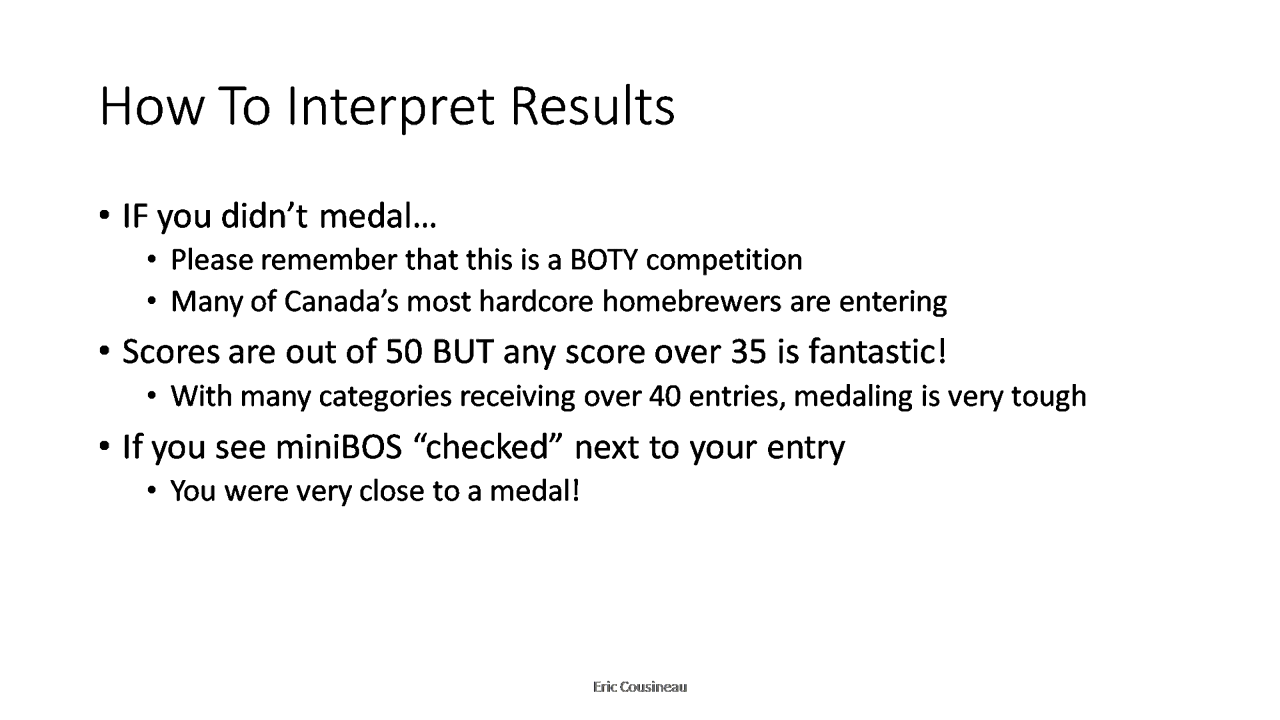 How To Interpret Results
• IF you didn’t medal…
• Please remember that this is a BOTY competition
• Many of Canada’s most hardcore homebrewers are entering
• Scores are out of 50 BUT any score over 35 is fantastic!
• With many categories receiving over 40 entries, medaling is very tough
• If you see miniBOS “checked” next to your entry
• You were very close to a medal!
Eric Cousineau